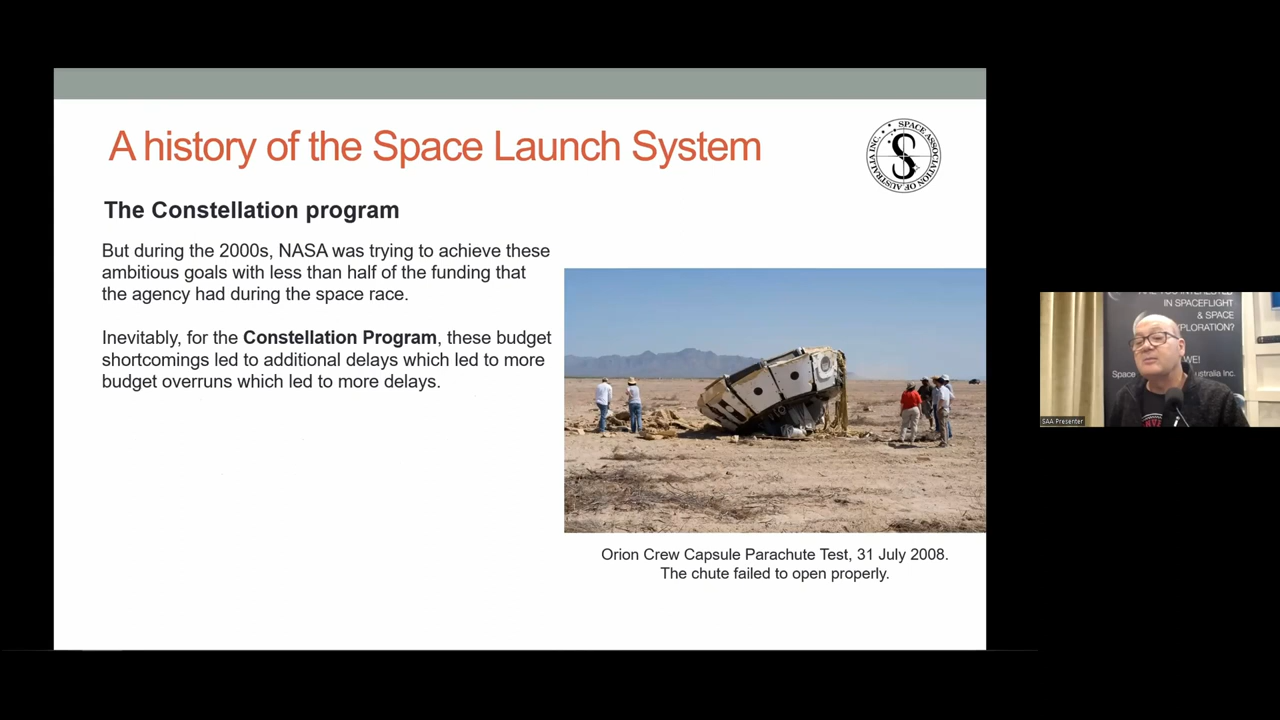 A history of the Space Launch System
SPACE ASSOCIATION OF AUSTRALIA INC.
S
The Constellation program
But during the 2000s, NASA was trying to achieve these
ambitious goals with less than half of the funding that
the agency had during the space race.
Inevitably, for the Constellation Program, these budget
shortcomings led to additional delays which led to more
budget overruns which led to more delays.
Orion Crew Capsule Parachute Test, 31 July 2008.
The chute failed to open properly.
IN SPACEFLIGHT
& SPACE
WE!
Space
Inc.
SAA Presenter